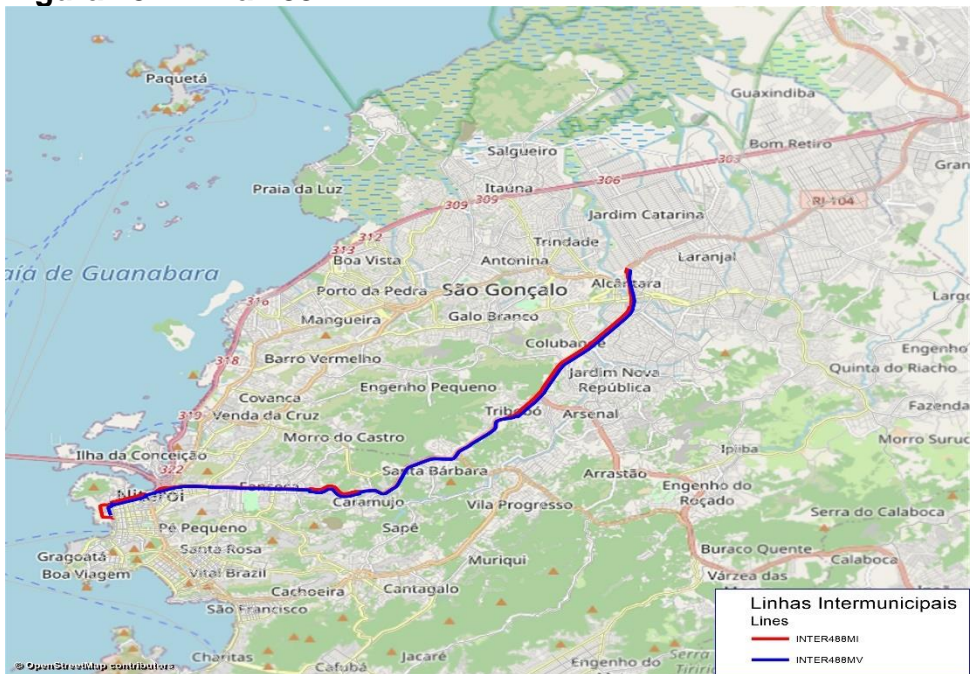 Paquetá
Guaxindiba
Bom Retiro
Salgueiro
303
306
Gran
Praia da Luz
Itaúna
309
309
RJ-104
Jardim Catarina
312
313
Trindade
Boa Vista
Antonina
Laranjal
aía de Guanabara
Alcântara
Porto da Pedra
São Gonçalo
Largo
316
Mangueira
Galo Branco
Colubande
Engenho
318
Barro Vermelho
Quinta do Riacho
Jardim Nova
República
Engenho Pequeno
Covanca
Fazenda
319
Venda da Cruz
Tribobó
Arsenal
Morro do Castro
Morro Suruc
Ilha da Conceição
Ipiíba
322
Santa Bárbara
Arrastão
Engenho do
Roçado
Niterói
Fonseca
Caramujo
Vila Progresso
Serra do Calaboca
Pé Pequeno
Sapé
Gragoatá
Santa Rosa
Buraco Quente
Muriqui
Calaboca
Boa Viagem
Vital Brazil
Várzea das
Cachoeira
Cantagalo
São Francisco
Linhas Intermunicipais
Lines
INTER488MI
INTER488MV
Charitas
Jacaré
Cafubá
Engenho do
Serra
Tiriric
© OpenStreetMap contributors